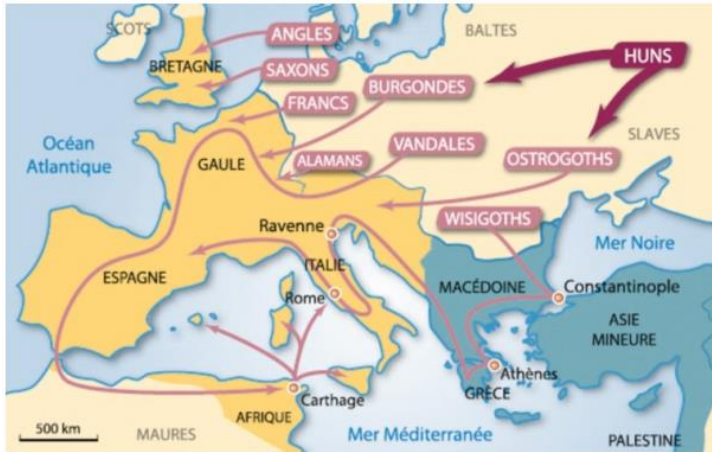 SCOTS
ANGLES
BALTES
HUNS
BRETAGNE
SAXONS
BURGONDES
FRANCS
Océan
Atlantique
GAULE
ALAMANS
VANDALES
OSTROGOTHS
SLAVES
WISIGOTHS
Ravenne
Mer Noire
ESPAGNE
ITALIE
Rome
MACÉDOINE
Constantinople
ASIE
MINEURE
Athènes
GRÈCE
Carthage
AFRIQUE
500 km
MAURES
Mer Méditerranée
PALESTINE